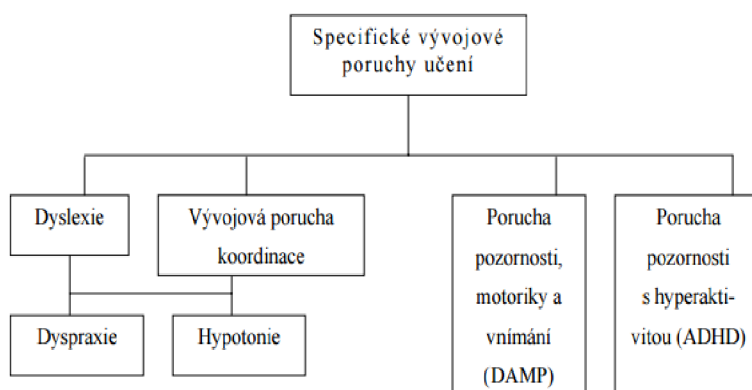 Specifické vývojové
poruchy učení
Dyslexie
Vývojová porucha
koordinace
Porucha
pozornosti,
motoriky a
vnímání
(DAMP)
Porucha
pozornosti
s hyperakti-
vitou (ADHD)
Dyspraxie
Hypotonie